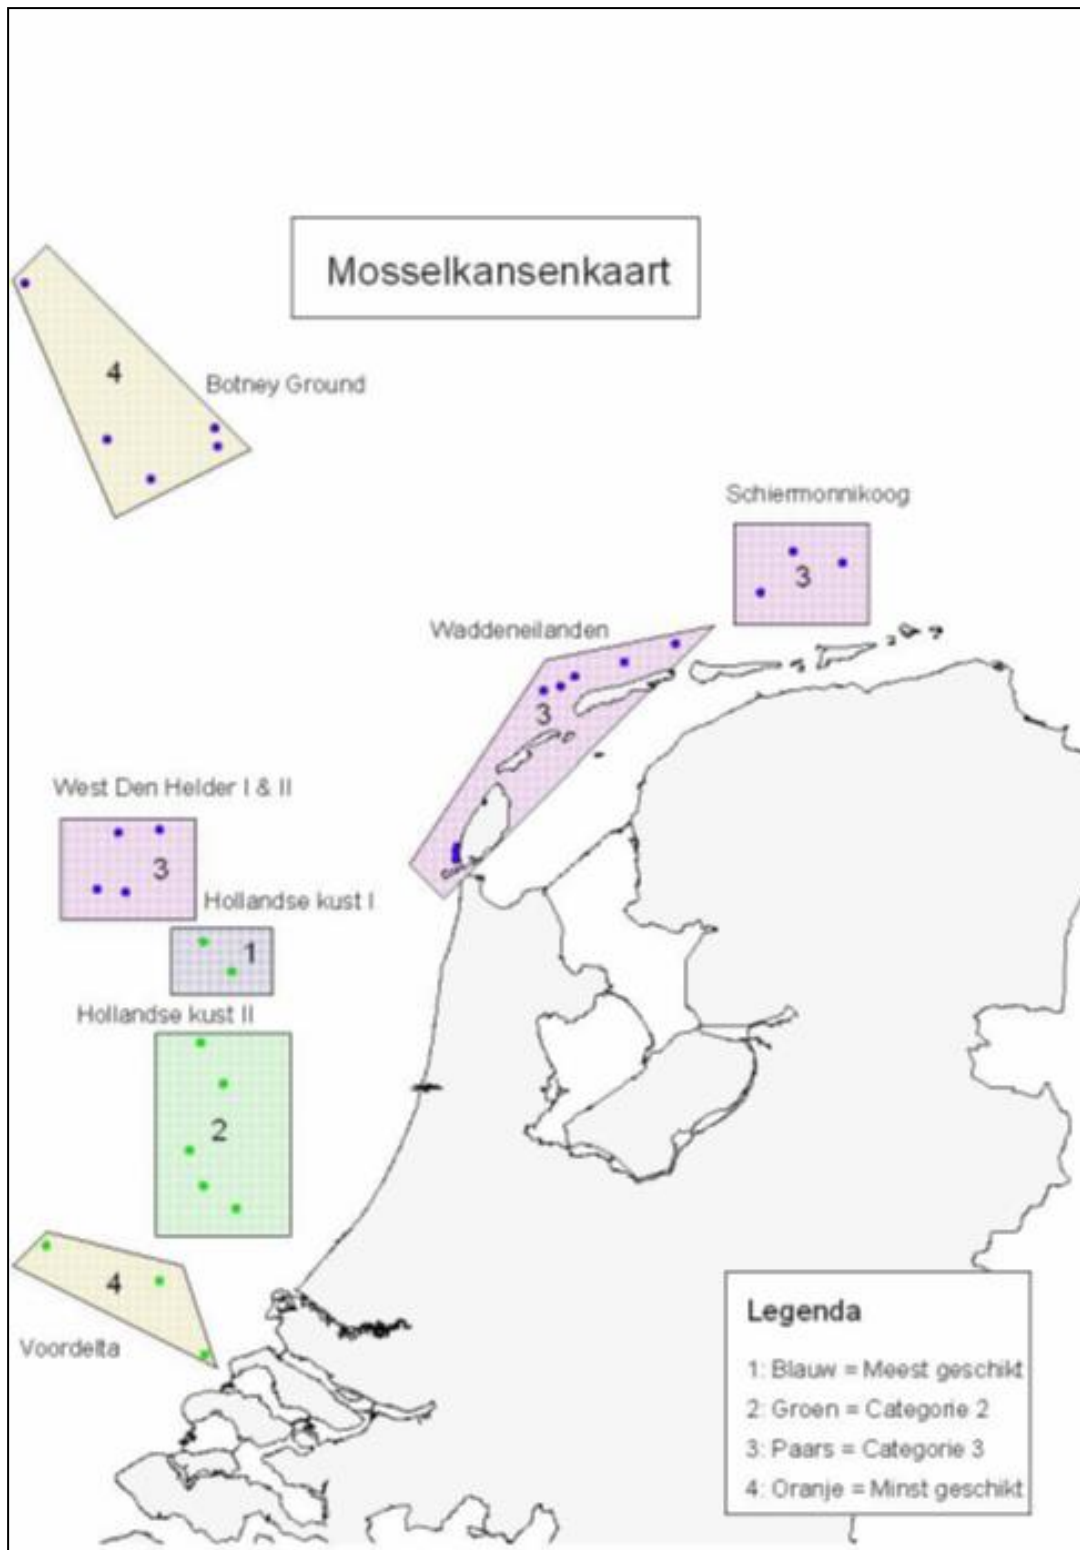 Mosselkansenkaart
4
Botney Ground
Schiermonnikoog
3
Waddeneilanden
3
West Den Helder I & II
3
Hollandse kust I
1
Hollandse kust II
2
4
Voordelta
Legenda
1: Blauw = Meest geschikt
2: Groen = Categorie 2
3: Paars = Categorie 3
4: Oranje = Minst geschikt